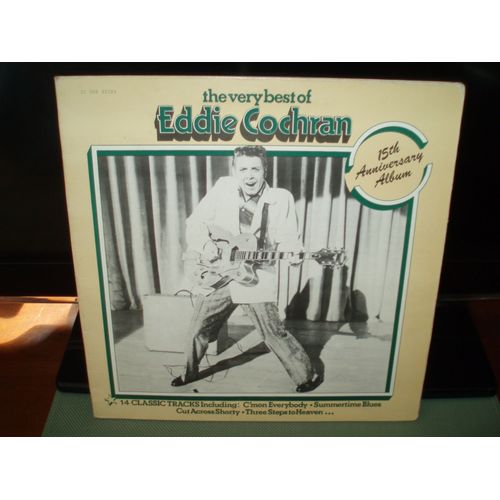 the very best of
Eddie Cochran
15th
Anniversary
Album
14 CLASSIC TRACKS Including: C'mon Everybody • Summertime Blues
Cut Across Shorty • Three Steps to Heaven ...